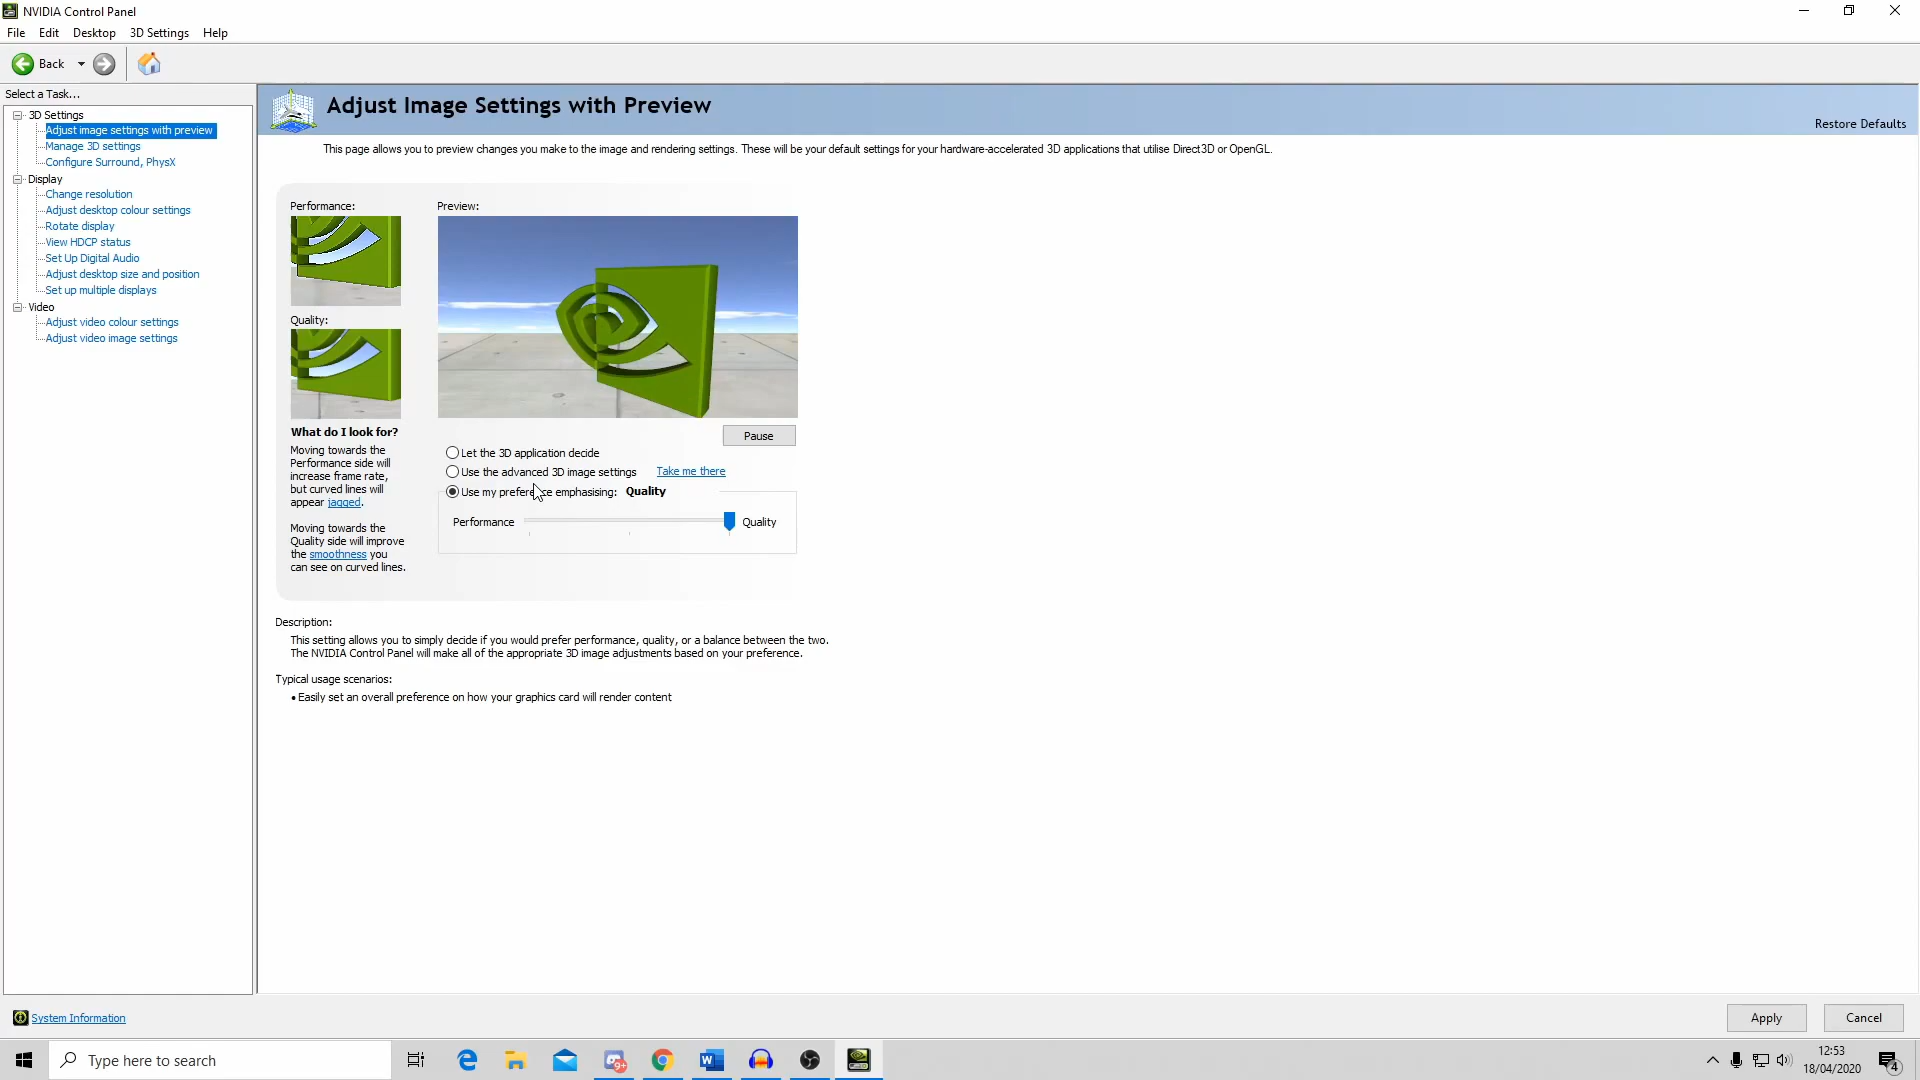 NVIDIA Control Panel
File Edit Desktop 3D Settings Help
Back
Select a Task...
3D Settings
Adjust image settings with preview
Manage 3D settings
Configure Surround, PhysX
Display
Change resolution
Adjust desktop colour settings
Rotate display
View HDCP status
Set Up Digital Audio
Adjust desktop size and position
Set up multiple displays
Video
Adjust video colour settings
Adjust video image settings
Adjust Image Settings with Preview
Restore Defaults
This page allows you to preview changes you make to the image and rendering settings. These will be your default settings for your hardware-accelerated 3D applications that utilise Direct3D or OpenGL.
Performance:
Preview:
Quality:
What do I look for?
Moving towards the
Performance side will
increase frame rate,
but curved lines will
appear jagged.
Moving towards the
Quality side will improve
the smoothness you
can see on curved lines.
Pause
Let the 3D application decide
Use the advanced 3D image settings Take me there
Use my preference emphasising: Quality
Performance Quality
Description:
This setting allows you to simply decide if you would prefer performance, quality, or a balance between the two.
The NVIDIA Control Panel will make all of the appropriate 3D image adjustments based on your preference.
Typical usage scenarios:
• Easily set an overall preference on how your graphics card will render content
System Information
Apply Cancel
Type here to search
9+
12:53
18/04/2020
4